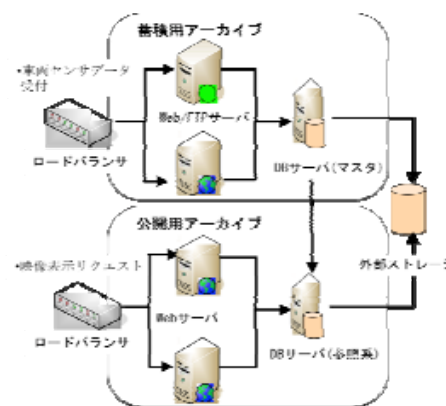 蓄積用アーカイブ
・車両センサデータ
受付
Web/FTPサーバ
ロードバランサ
DBサーバ(マスタ)
公開用アーカイブ
・映像表示リクエスト
外部ストレージ
Webサーバ
ロードバランサ
DBサーバ(参照系)